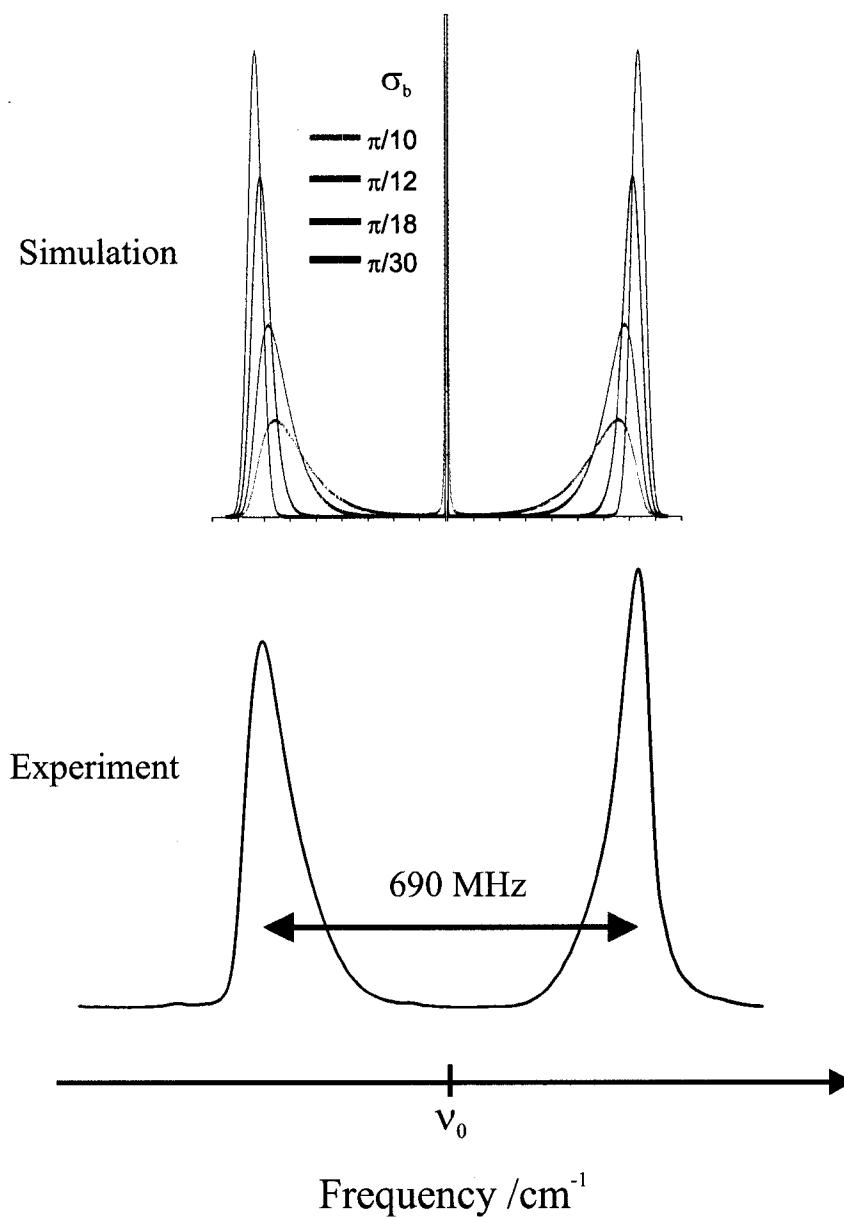 σb
π/10
π/12
π/18
π/30
Simulation
Experiment
690 MHz
ν0
Frequency /cm-1